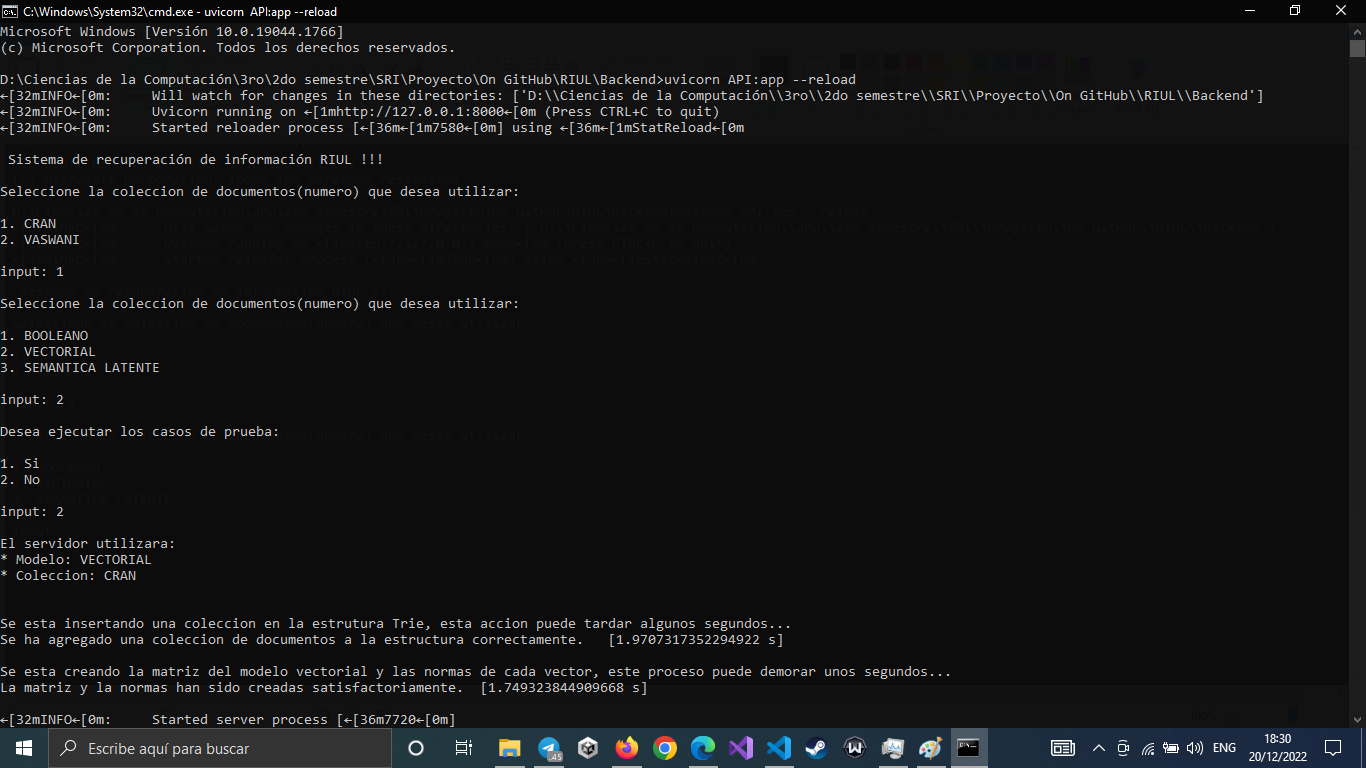 C:\Windows\System32\cmd.exe - uvicorn  API:app --reload
Microsoft Windows [Versión 10.0.19044.1766]
(c) Microsoft Corporation. Todos los derechos reservados.
D:\Ciencias de la Computación\3ro\2do semestre\SRI\Proyecto\On GitHub\RIUL\Backend>uvicorn API:app --reload
←[32mINFO←[0m:     Will watch for changes in these directories: ['D:\\Ciencias de la Computación\\3ro\\2do semestre\\SRI\\Proyecto\\On GitHub\\RIUL\\Backend']
←[32mINFO←[0m:     Uvicorn running on ←[1mhttp://127.0.0.1:8000←[0m (Press CTRL+C to quit)
←[32mINFO←[0m:     Started reloader process [←[36m←[1m7580←[0m] using ←[36m←[1mStatReload←[0m
Sistema de recuperación de información RIUL !!!
Seleccione la coleccion de documentos(numero) que desea utilizar:
1. CRAN
2. VASWANI
input: 1
Seleccione la coleccion de documentos(numero) que desea utilizar:
1. BOOLEANO
2. VECTORIAL
3. SEMANTICA LATENTE
input: 2
Desea ejecutar los casos de prueba:
1. Si
2. No
input: 2
El servidor utilizara:
* Modelo: VECTORIAL
* Coleccion: CRAN
Se esta insertando una coleccion en la estrutura Trie, esta accion puede tardar algunos segundos...
Se ha agregado una coleccion de documentos a la estructura correctamente.   [1.9707317352294922 s]
Se esta creando la matriz del modelo vectorial y las normas de cada vector, este proceso puede demorar unos segundos...
La matriz y la normas han sido creadas satisfactoriamente.  [1.749323844909668 s]
←[32mINFO←[0m:     Started server process [←[36m7720←[0m]
Escribe aquí para buscar
45
ENG
18:30
20/12/2022